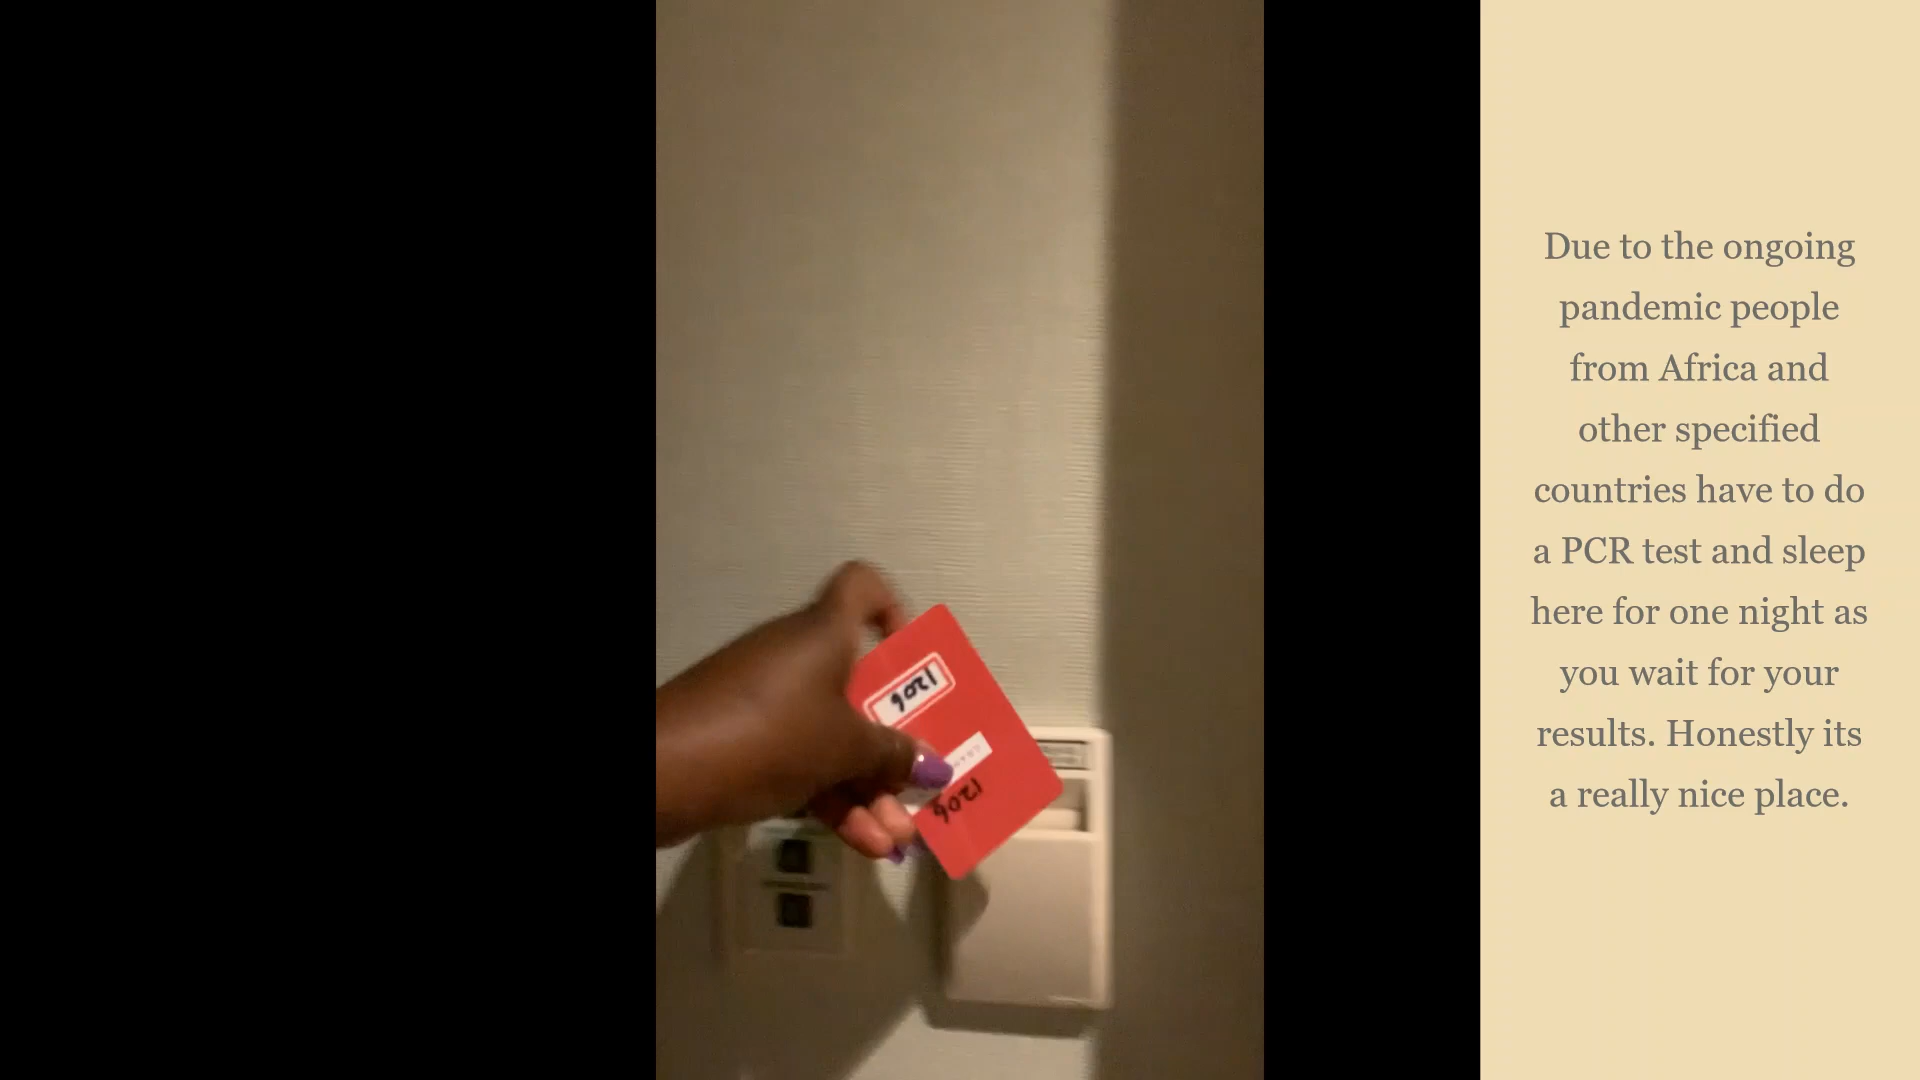 1206
1206
Due to the ongoing
pandemic people
from Africa and
other specified
countries have to do
a PCR test and sleep
here for one night as
you wait for your
results. Honestly its
a really nice place.